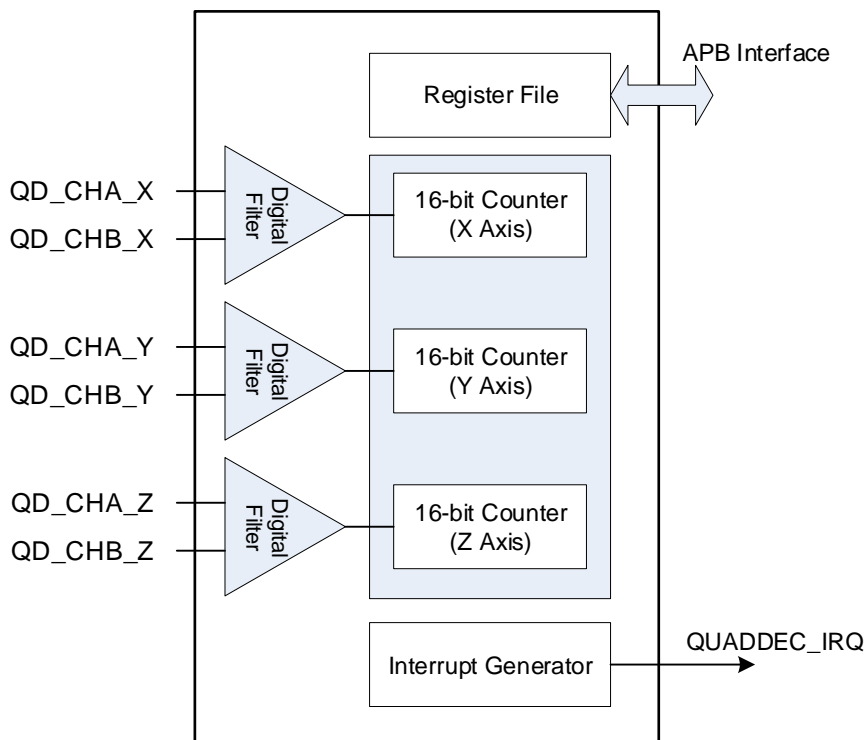 APB Interface
Register File
QD_CHA_X
QD_CHB_X
Digital
Filter
16-bit Counter
(X Axis)
QD_CHA_Y
QD_CHB_Y
Digital
Filter
16-bit Counter
(Y Axis)
QD_CHA_Z
QD_CHB_Z
Digital
Filter
16-bit Counter
(Z Axis)
QUADDEC_IRQ
Interrupt Generator